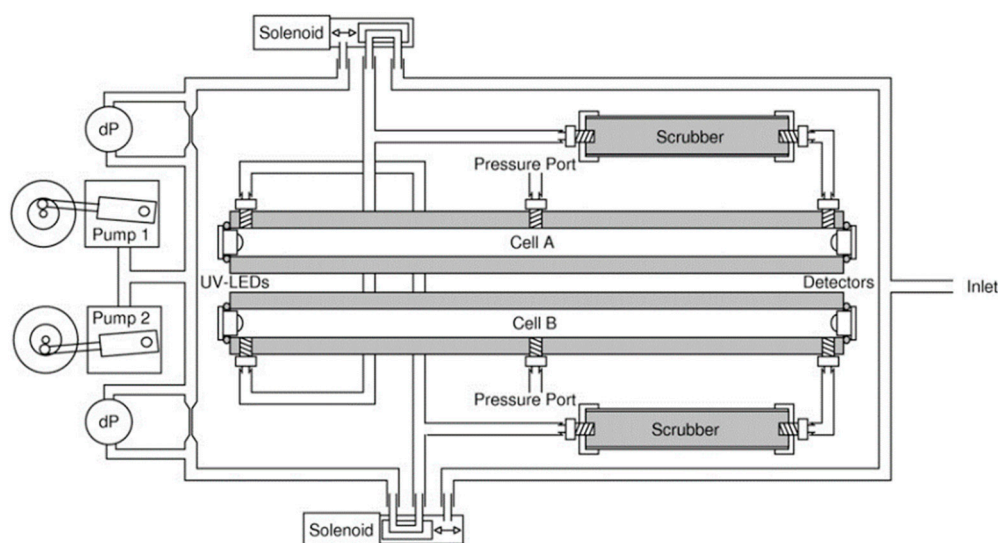 Solenoid
dP
Scrubber
Pressure Port
Pump 1
Cell A
UV-LEDs
Detectors
Inlet
Pump 2
Cell B
Pressure Port
dP
Scrubber
Solenoid